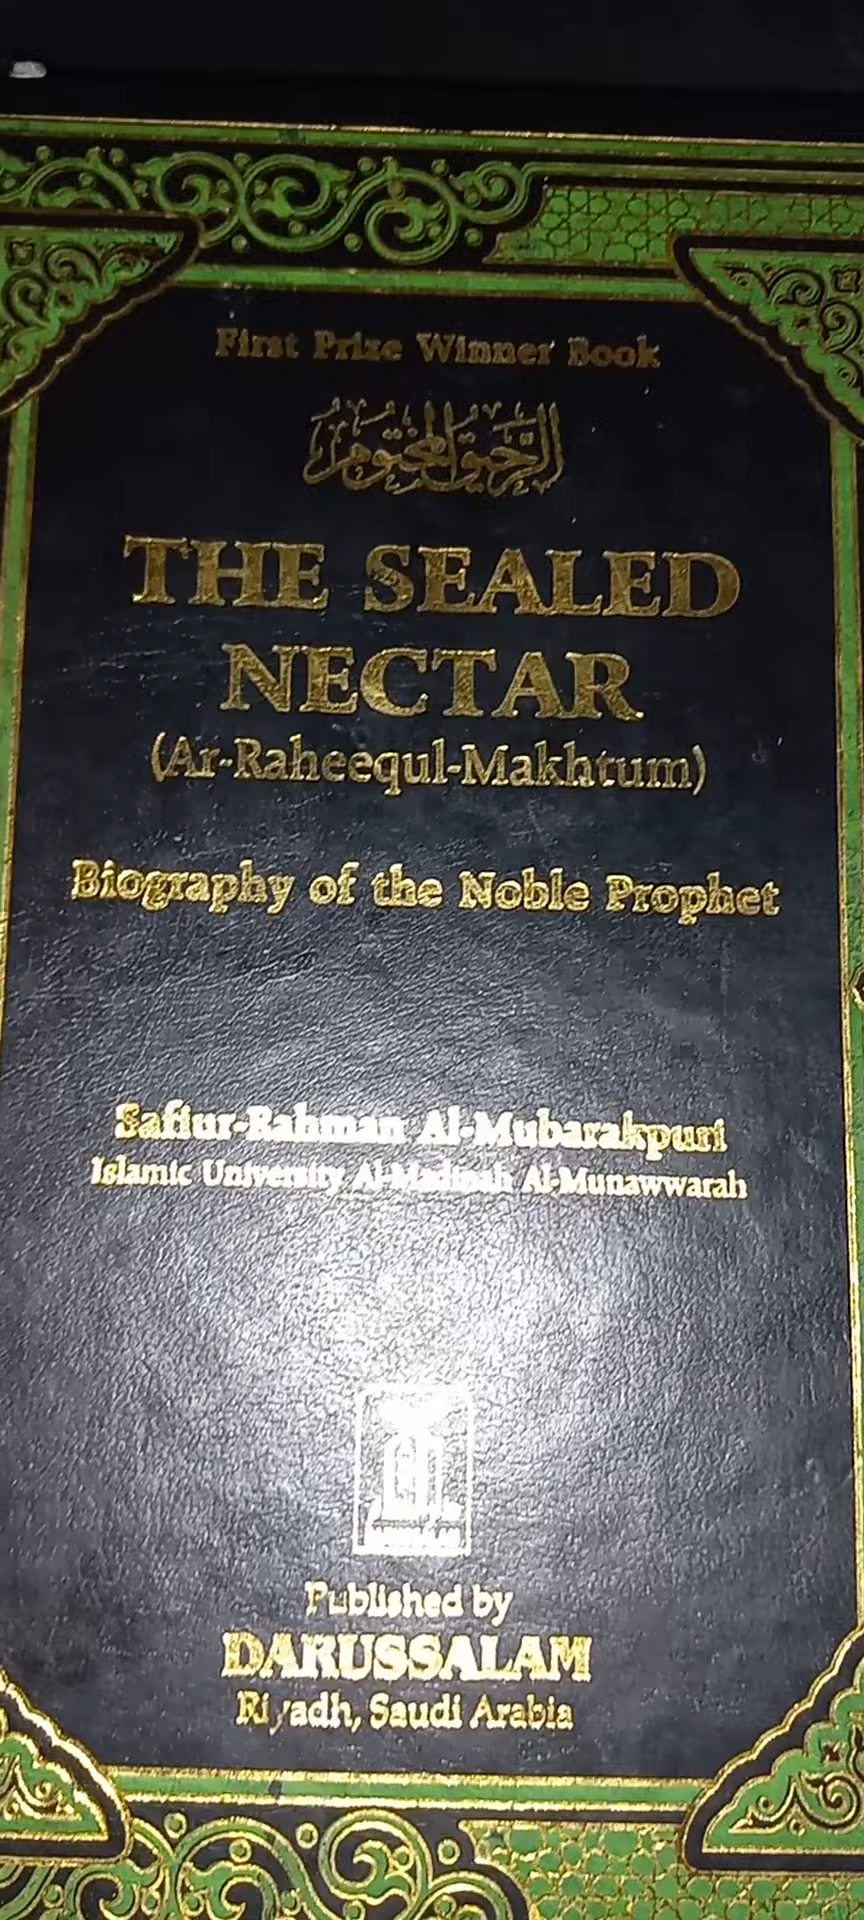 First Prize Winner Book
الرحيق المختوم
THE SEALED
NECTAR
(Ar-Raheequl-Makhtum)
Biography of the Noble Prophet
Safiur-Rahman Al-Mubarakpuri
Islamic University Al-Madinah Al-Munawwarah
Published by
DARUSSALAM
Riyadh, Saudi Arabia